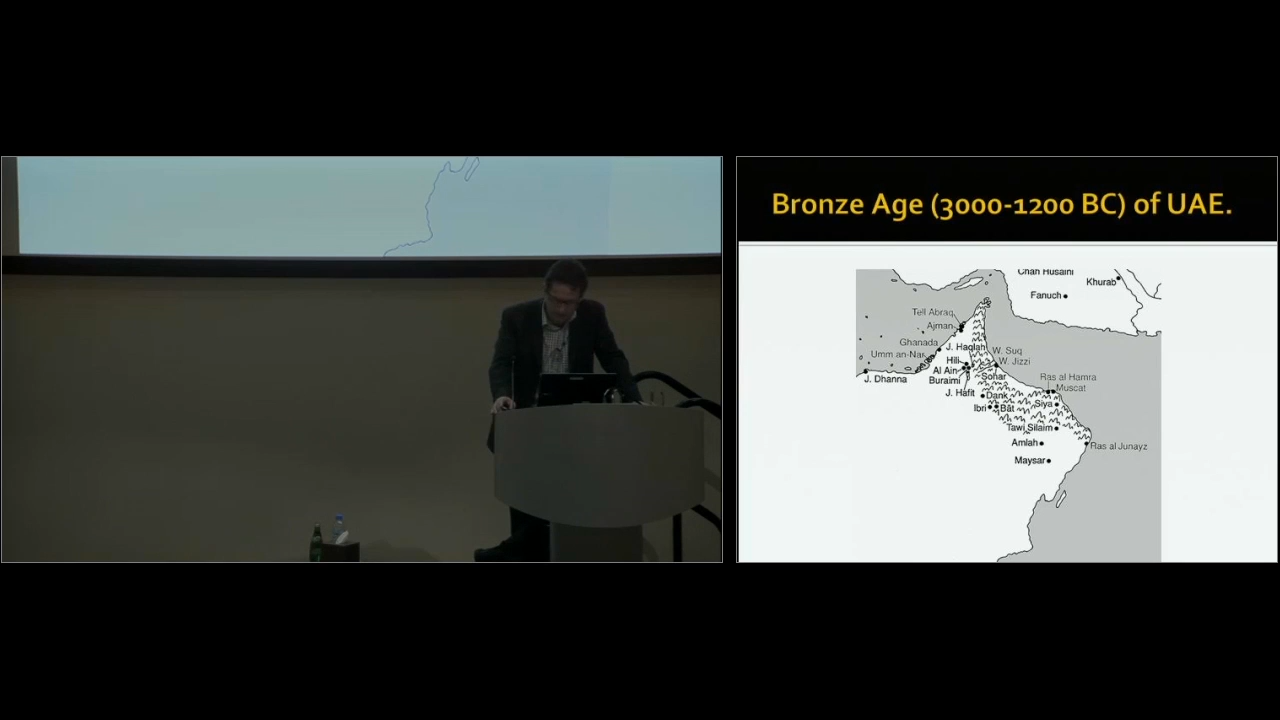 Bronze Age (3000-1200 BC) of UAE.
Chah Husaini
Khurab
Fanuch
Tell Abraq
Ajman
Ghanada
J. Haqlah
W. Suq
Umm an-Nar
Hili
W. Jizzi
Al Ain
Sohar
J. Dhanna
Buraimi
Ras al Hamra
Muscat
J. Hafit
Dank
Siya
Ibri
Bāt
Tawi Silaim
Amlah
Ras al Junayz
Maysar